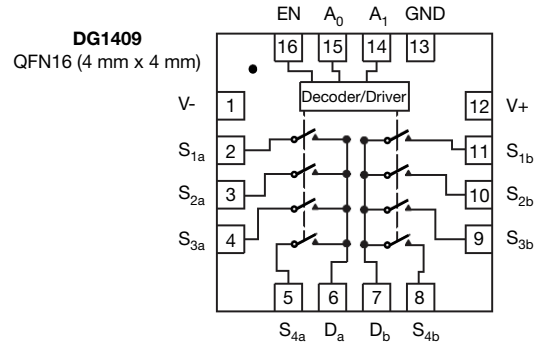 EN A0 A1 GND
DG1409
QFN16 (4 mm x 4 mm)
16 15 14 13
Decoder/Driver
V- 1 12 V+
S1a 2 11 S1b
S2a 3 10 S2b
S3a 4 9 S3b
5 6 7 8
S4a Da Db S4b